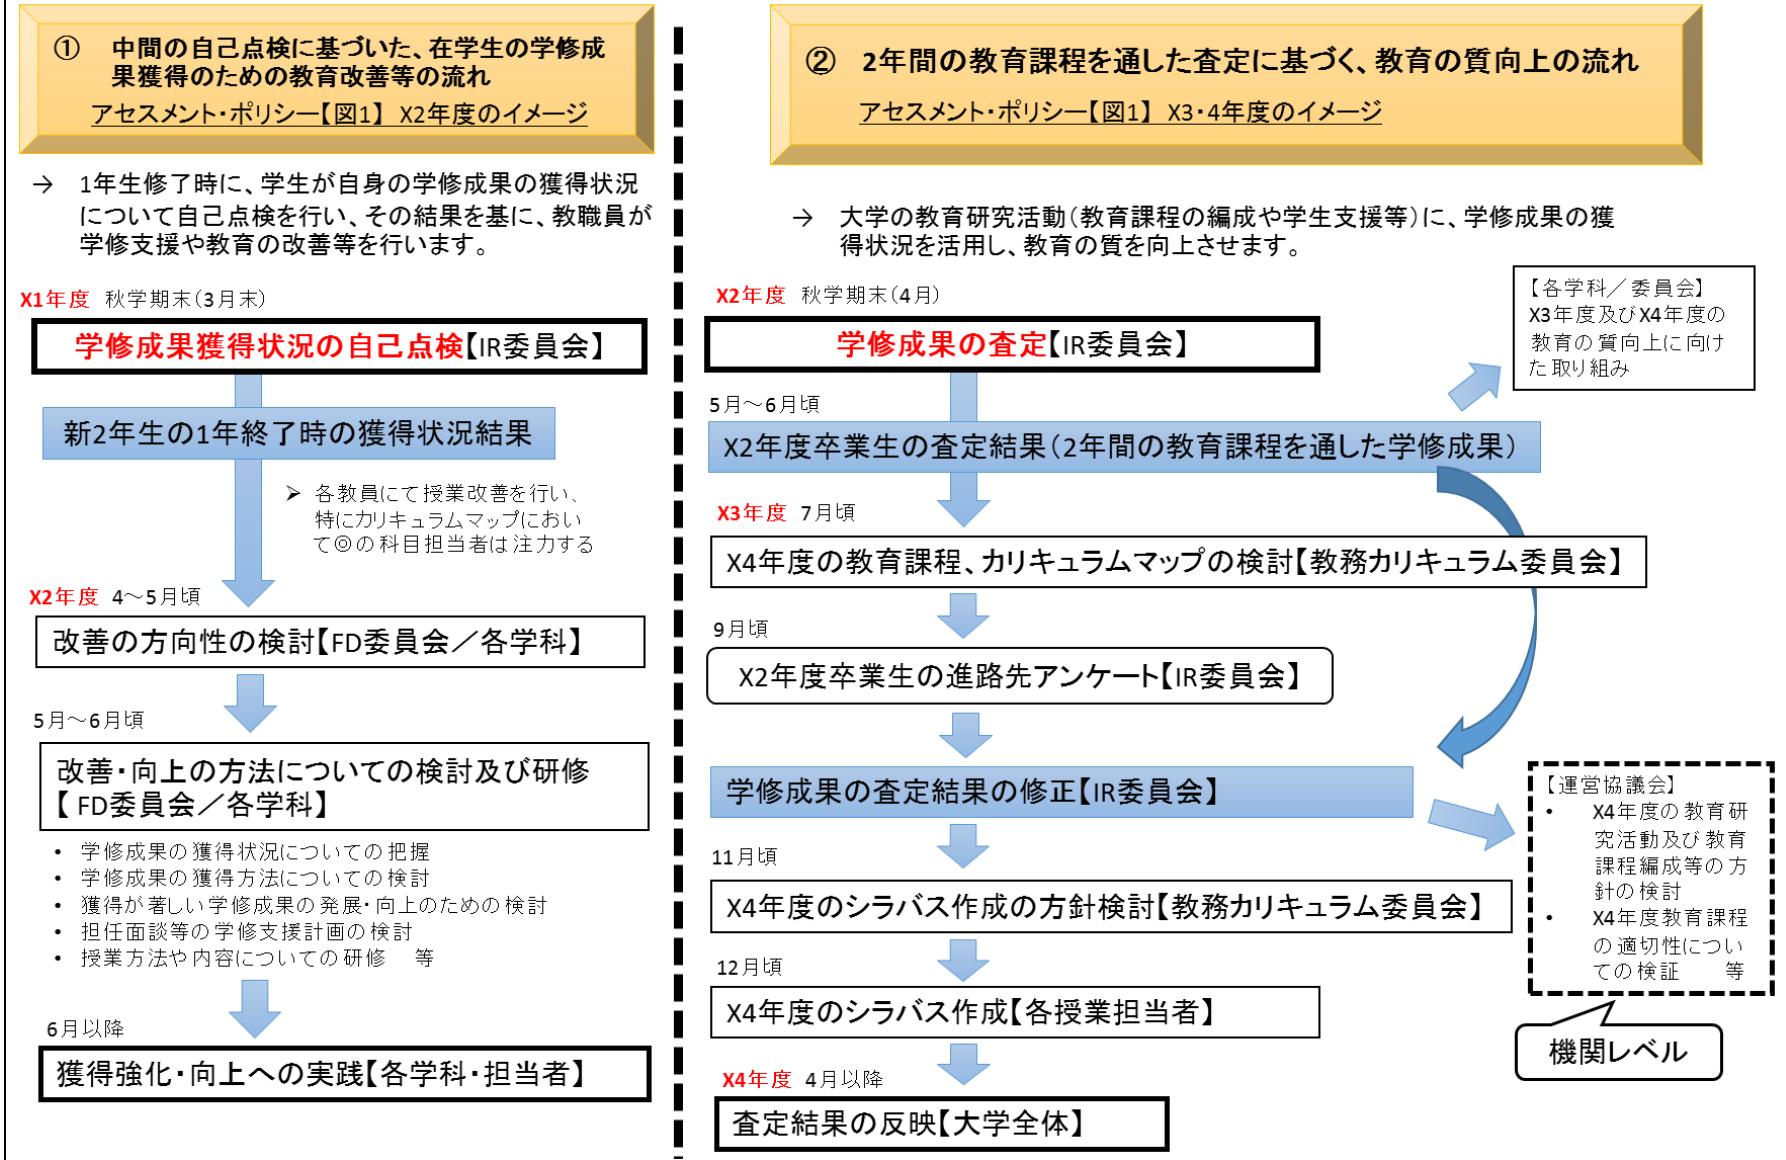 ① 中間の自己点検に基づいた、在学生の学修成
果獲得のための教育改善等の流れ
アセスメント・ポリシー【図1】 X2年度のイメージ
→ 1年生修了時に、学生が自身の学修成果の獲得状況
について自己点検を行い、その結果を基に、教職員が
学修支援や教育の改善等を行います。
X1年度 秋学期末(3月末)
学修成果獲得状況の自己点検【IR委員会】
新2年生の1年終了時の獲得状況結果
➢ 各教員にて授業改善を行い、
特にカリキュラムマップにおい
て◎の科目担当者は注力する
X2年度 4～5月頃
改善の方向性の検討【FD委員会／各学科】
5月～6月頃
改善・向上の方法についての検討及び研修
【 FD委員会／各学科】
• 学修成果の獲得状況についての把握
• 学修成果の獲得方法についての検討
• 獲得が著しい学修成果の発展・向上のための検討
• 担任面談等の学修支援計画の検討
• 授業方法や内容についての研修 等
6月以降
獲得強化・向上への実践【各学科・担当者】
② 2年間の教育課程を通した査定に基づく、教育の質向上の流れ
アセスメント・ポリシー【図1】 X3・4年度のイメージ
→ 大学の教育研究活動(教育課程の編成や学生支援等)に、学修成果の獲
得状況を活用し、教育の質を向上させます。
X2年度 秋学期末(4月)
学修成果の査定【IR委員会】
【各学科／委員会】
X3年度及びX4年度の
教育の質向上に向け
た取り組み
5月～6月頃
X2年度卒業生の査定結果(2年間の教育課程を通した学修成果)
X3年度 7月頃
X4年度の教育課程、カリキュラムマップの検討【教務カリキュラム委員会】
9月頃
X2年度卒業生の進路先アンケート【IR委員会】
学修成果の査定結果の修正【IR委員会】
【運営協議会】
• X4年度の教育研
究活動及び教育
課程編成等の方
針の検討
• X4年度教育課程
の適切性につい
ての検証 等
機関レベル
11月頃
X4年度のシラバス作成の方針検討【教務カリキュラム委員会】
12月頃
X4年度のシラバス作成【各授業担当者】
X4年度 4月以降
査定結果の反映【大学全体】